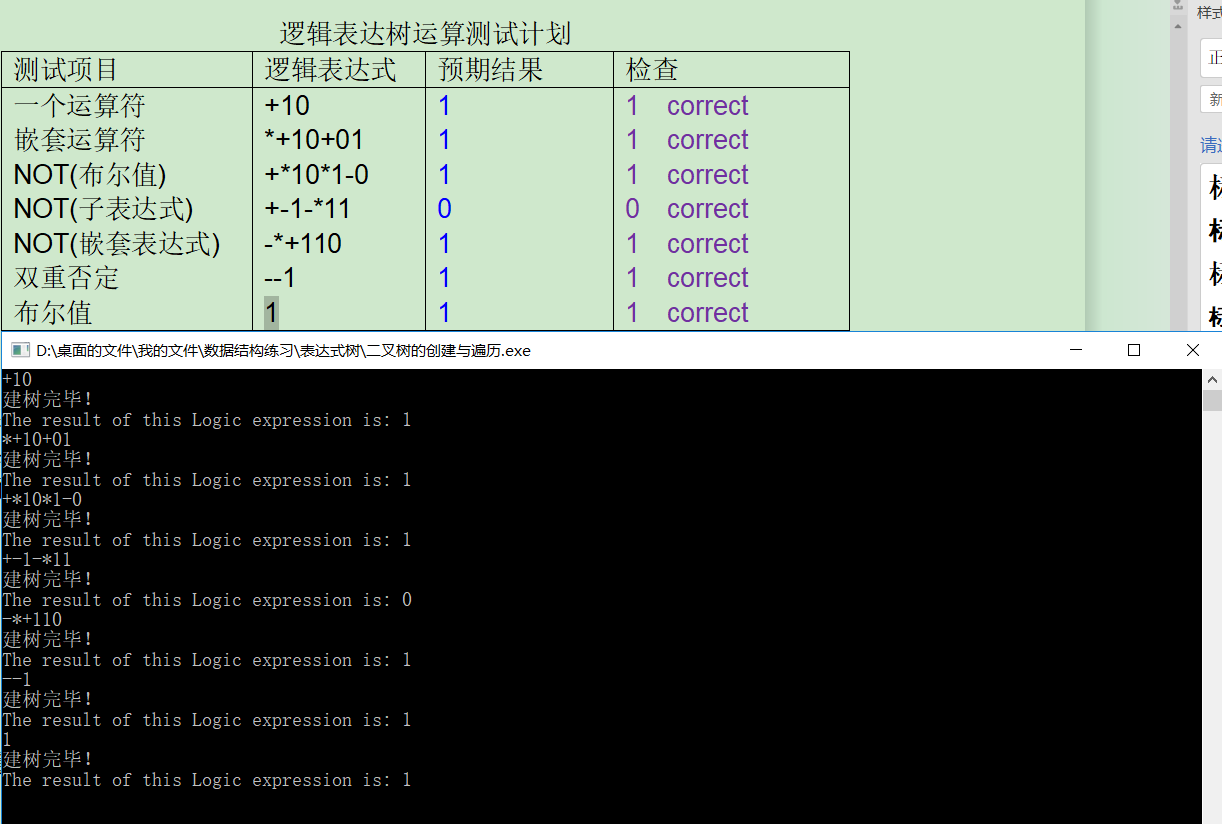 逻辑表达树运算测试计划
样式
测试项目 逻辑表达式 预期结果 检查
一个运算符 +10 1 1 correct
嵌套运算符 *+10+01 1 1 correct
NOT(布尔值) +*10*1-0 1 1 correct
NOT(子表达式) +-1-*11 0 0 correct
NOT(嵌套表达式) -*+110 1 1 correct
双重否定 --1 1 1 correct
布尔值 1 1 1 correct
正
新
请选
D:\桌面的文件\我的文件\数据结构练习\表达式树\二叉树的创建与遍历.exe
+10
建树完毕!
The result of this Logic expression is: 1
*+10+01
建树完毕!
The result of this Logic expression is: 1
+*10*1-0
建树完毕!
The result of this Logic expression is: 1
+-1-*11
建树完毕!
The result of this Logic expression is: 0
-*+110
建树完毕!
The result of this Logic expression is: 1
--1
建树完毕!
The result of this Logic expression is: 1
1
建树完毕!
The result of this Logic expression is: 1